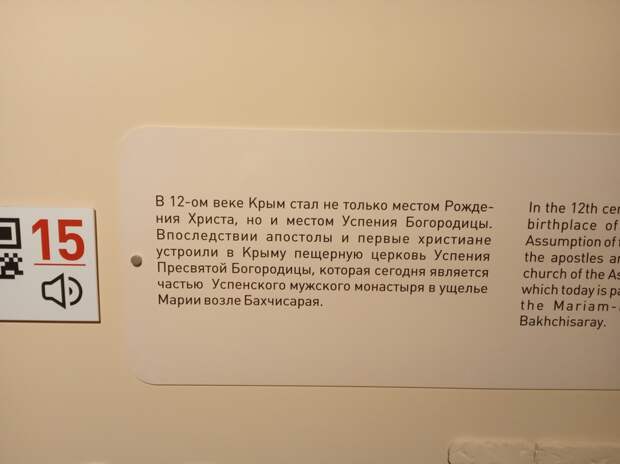 15
В 12-ом веке Крым стал не только местом Рожде-
ния Христа, но и местом Успения Богородицы.
Впоследствии апостолы и первые христиане
устроили в Крыму пещерную церковь Успения
Пресвятой Богородицы, которая сегодня является
частью Успенского мужского монастыря в ущелье
Марии возле Бахчисарая.
In the 12th
birthplace of
Assumption of
the apostles
church of the
which today is
the Mariam-
Bakhchisaray.